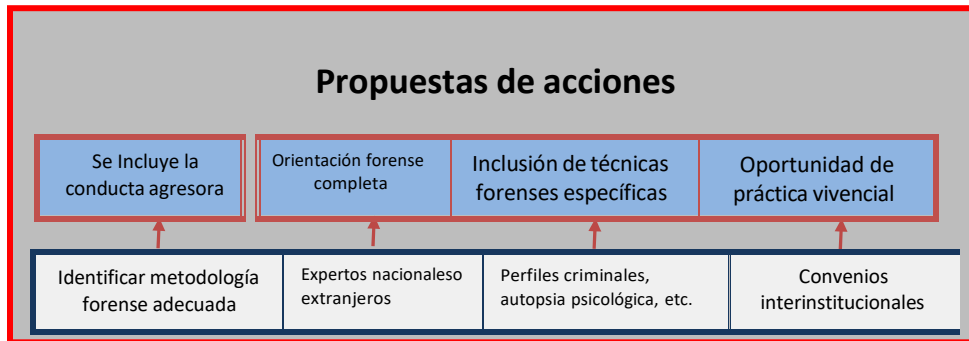 Propuestas de acciones
Se Incluye la
conducta agresora
Orientación forense
completa
Inclusión de técnicas
forenses específicas
Oportunidad de
práctica vivencial
Identificar metodología
forense adecuada
Expertos nacionaleso
extranjeros
Perfiles criminales,
autopsia psicológica, etc.
Convenios
interinstitucionales